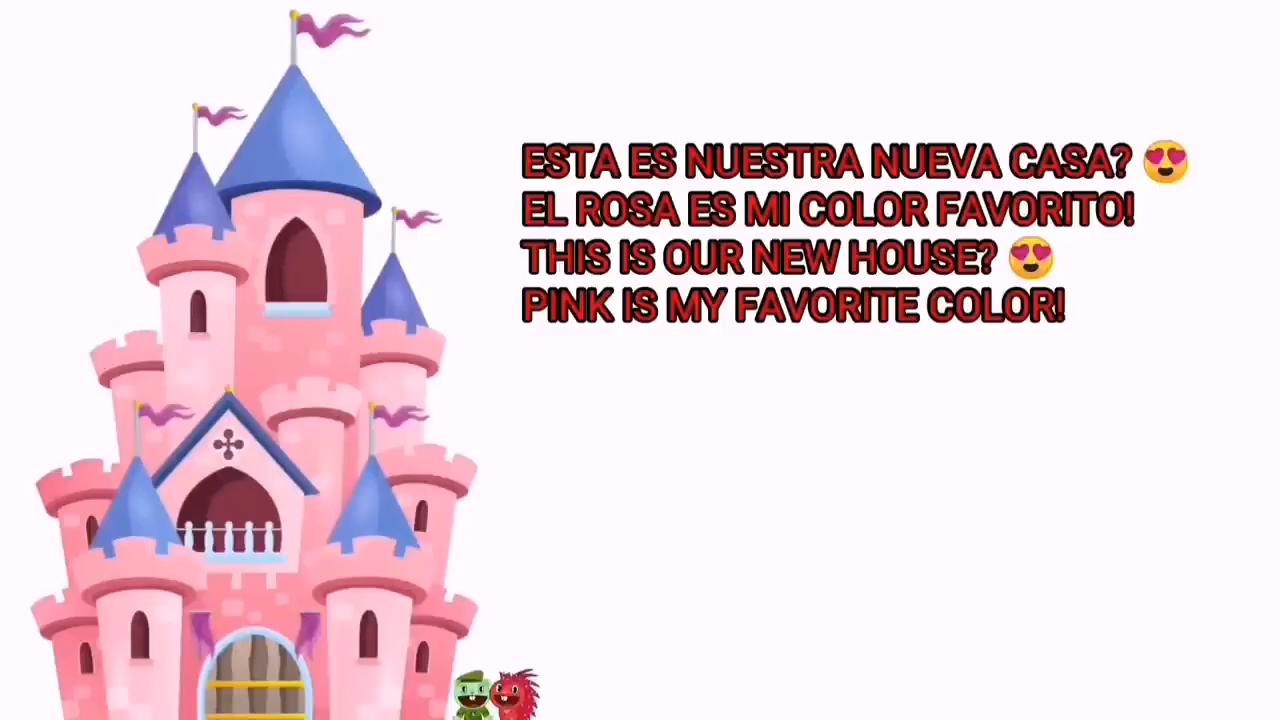 ESTA ES NUESTRA NUEVA CASA? 😍
EL ROSA ES MI COLOR FAVORITO!
THIS IS OUR NEW HOUSE? 😍
PINK IS MY FAVORITE COLOR!